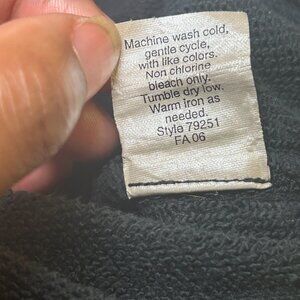 Machine wash cold,
gentle cycle,
with like colors.
Non chlorine
bleach only.
Tumble dry low.
Warm iron as
needed.
Style 79251
FA 06